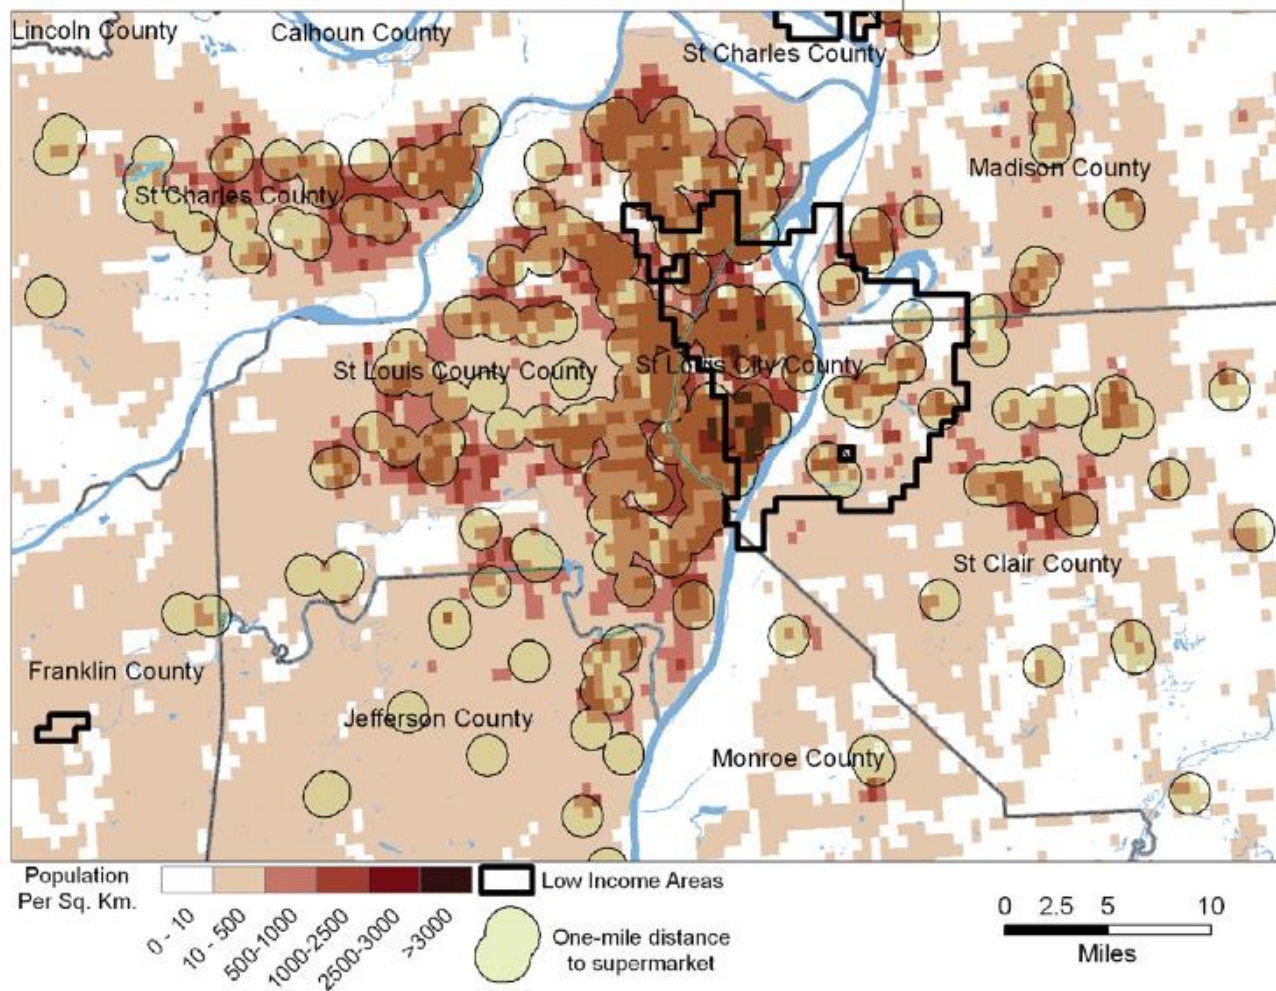 Lincoln County
Calhoun County
St Charles County
Madison County
St Charles County
St Louis County County
St Louis City County
St Clair County
Franklin County
Jefferson County
Monroe County
Population
Per Sq. Km.
0 - 10
10 - 500
500-1000
1000-2500
2500-3000
>3000
Low Income Areas
One-mile distance
to supermarket
0 2.5 5 10
Miles